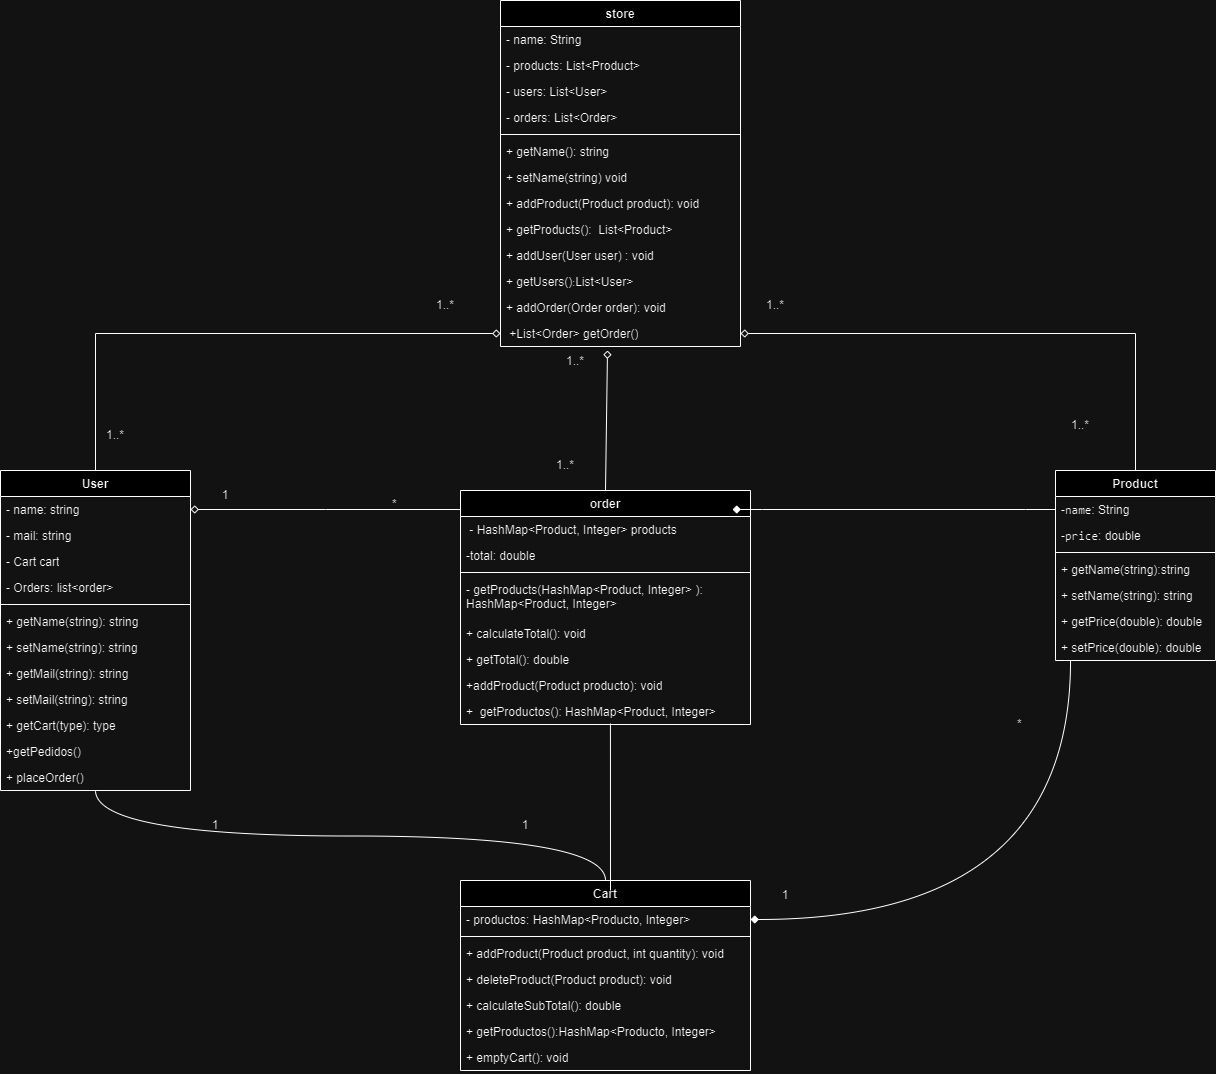 store
- name: String
- products: List<Product>
- users: List<User>
- orders: List<Order>
+ getName(): string
+ setName(string) void
+ addProduct(Product product): void
+ getProducts():  List<Product>
+ addUser(User user) : void
+ getUsers():List<User>
+ addOrder(Order order): void
+List<Order> getOrder()
1..*
1..*
1..*
1..*
1..*
1..*
User
- name: string
- mail: string
- Cart cart
- Orders: list<order>
+ getName(string): string
+ setName(string): string
+ getMail(string): string
+ setMail(string): string
+ getCart(type): type
+getPedidos()
+ placeOrder()
1
*
order
- HashMap<Product, Integer> products
-total: double
- getProducts(HashMap<Product, Integer> ):
HashMap<Product, Integer>
+ calculateTotal(): void
+ getTotal(): double
+addProduct(Product producto): void
+  getProductos(): HashMap<Product, Integer>
Product
-name: String
-price: double
+ getName(string):string
+ setName(string): string
+ getPrice(double): double
+ setPrice(double): double
*
1
1
1
Cart
- productos: HashMap<Producto, Integer>
+ addProduct(Product product, int quantity): void
+ deleteProduct(Product product): void
+ calculateSubTotal(): double
+ getProductos():HashMap<Producto, Integer>
+ emptyCart(): void